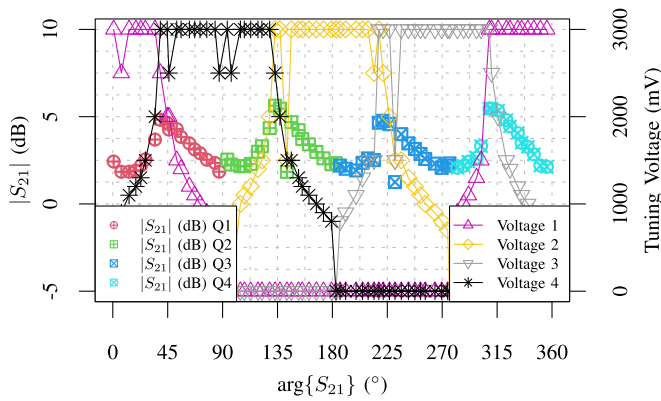 10
5
0
-5
|S21| (dB)
3000
2000
1000
0
Tuning Voltage (mV)
|S21| (dB) Q1
|S21| (dB) Q2
|S21| (dB) Q3
|S21| (dB) Q4
Voltage 1
Voltage 2
Voltage 3
Voltage 4
0 45 90 135 180 225 270 315 360
arg{S21} (°)